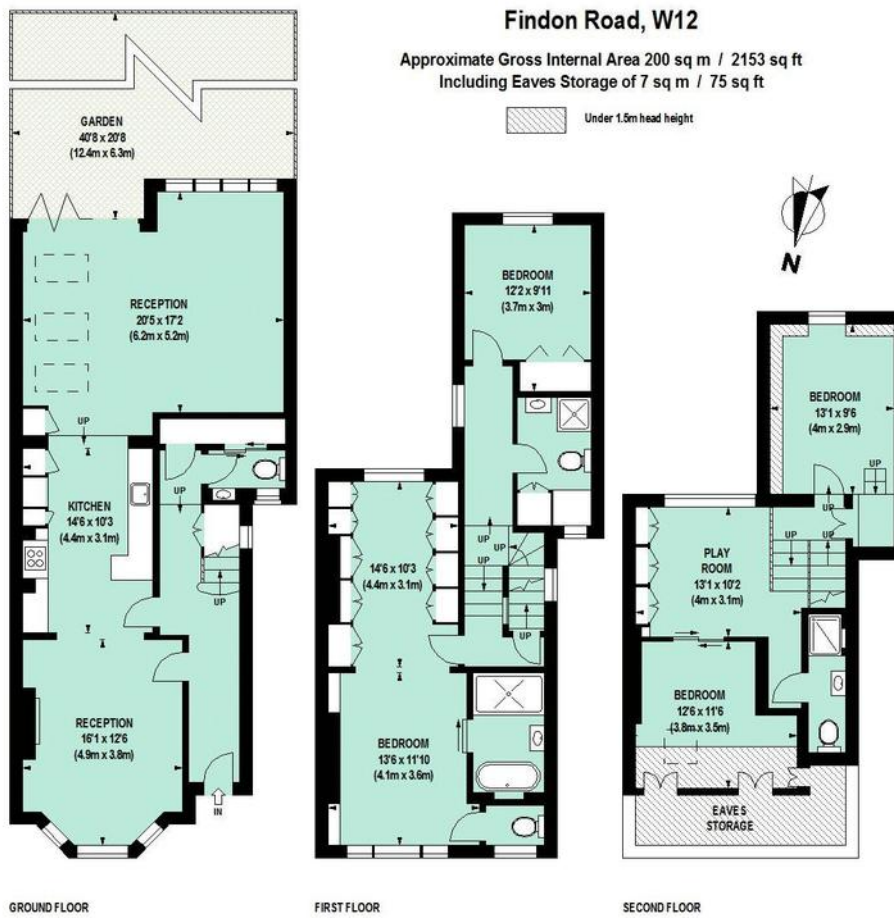 Findon Road, W12
Approximate Gross Internal Area 200 sq m / 2153 sq ft
Including Eaves Storage of 7 sq m / 75 sq ft
Under 1.5m head height
N
GARDEN
40'8 x 20'8
(12.4m x 6.3m)
RECEPTION
20'5 x 17'2
(6.2m x 5.2m)
UP
KITCHEN
14'6 x 10'3
(4.4m x 3.1m)
UP
UP
RECEPTION
16'1 x 12'6
(4.9m x 3.8m)
IN
GROUND FLOOR
BEDROOM
12'2 x 9'11
(3.7m x 3m)
14'6 x 10'3
(4.4m x 3.1m)
UP
UP
UP
UP
BEDROOM
13'6 x 11'10
(4.1m x 3.6m)
FIRST FLOOR
BEDROOM
13'1 x 9'6
(4m x 2.9m)
UP
UP
UP
PLAY
ROOM
13'1 x 10'2
(4m x 3.1m)
BEDROOM
12'6 x 11'6
(3.8m x 3.5m)
EAVES
STORAGE
SECOND FLOOR